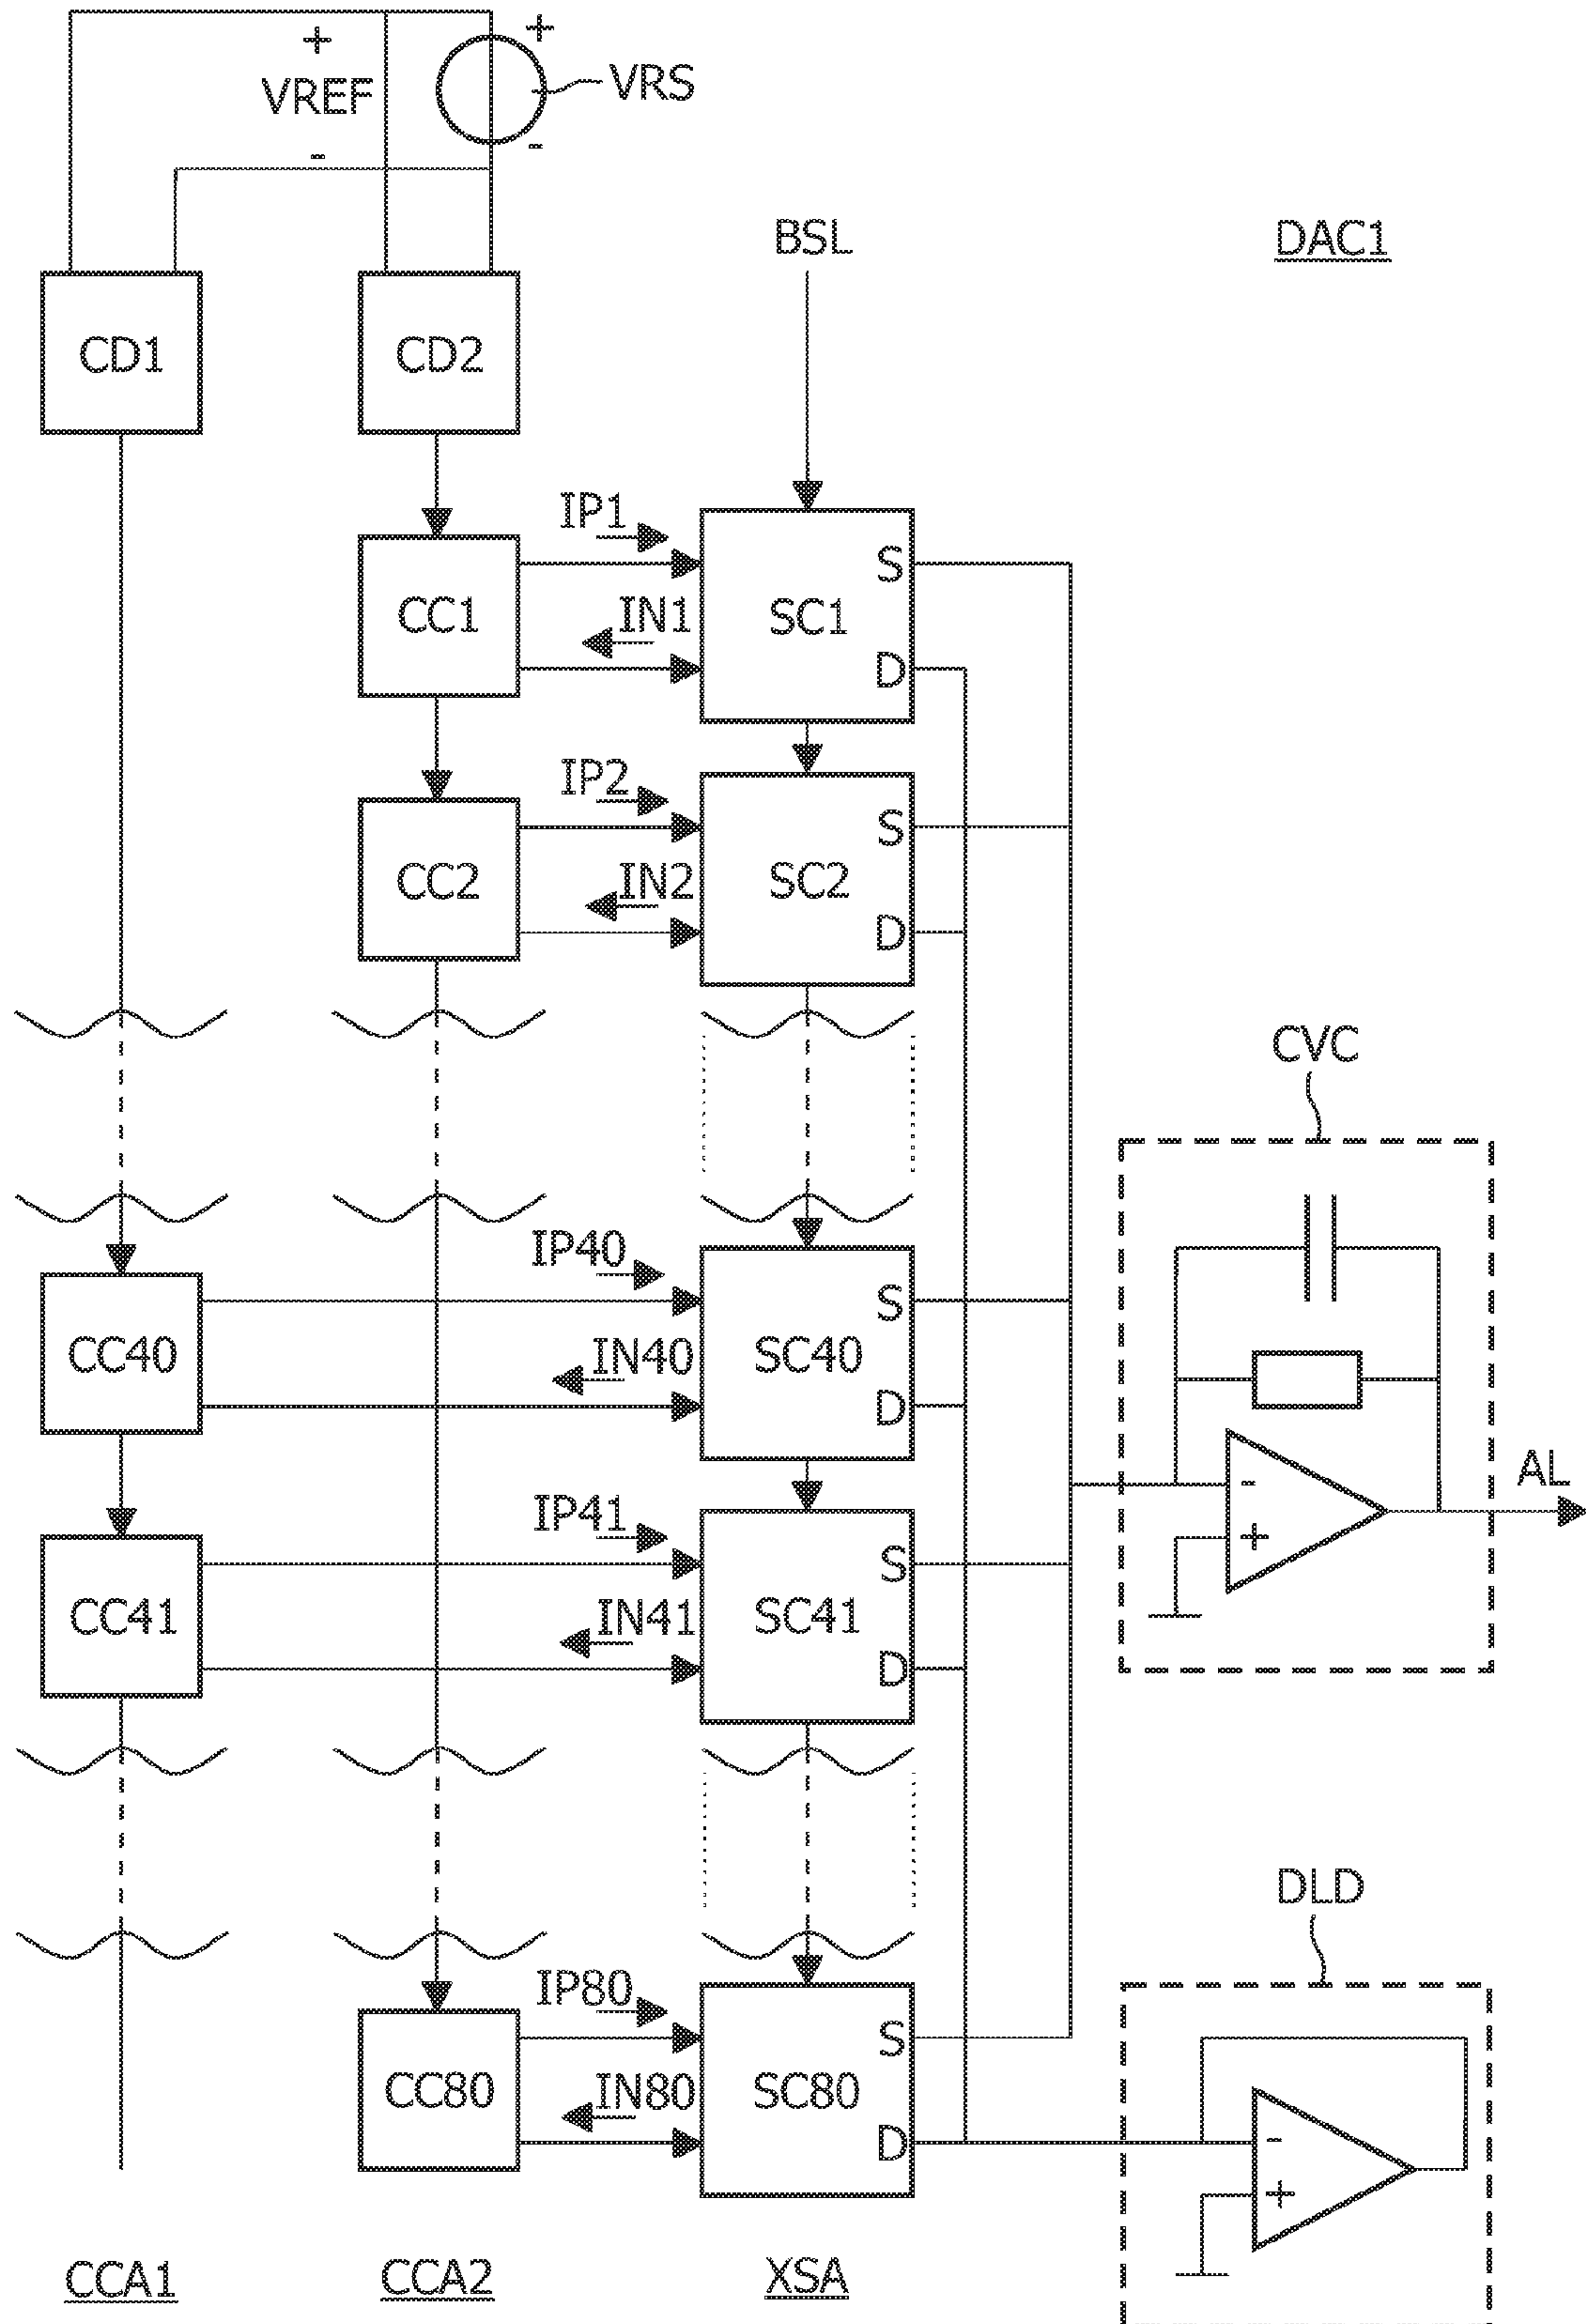 + +
VREF VRS
- -
BSL DAC1
CD1 CD2
IP1
S
CC1 IN1 SC1
D
IP2
S
CC2 IN2 SC2
D
CVC
IP40
S
CC40 IN40 SC40
D
AL
-
IP41
+
S
CC41 IN41 SC41
D
DLD
IP80
S
CC80 IN80 SC80
D -
+
CCA1 CCA2 XSA